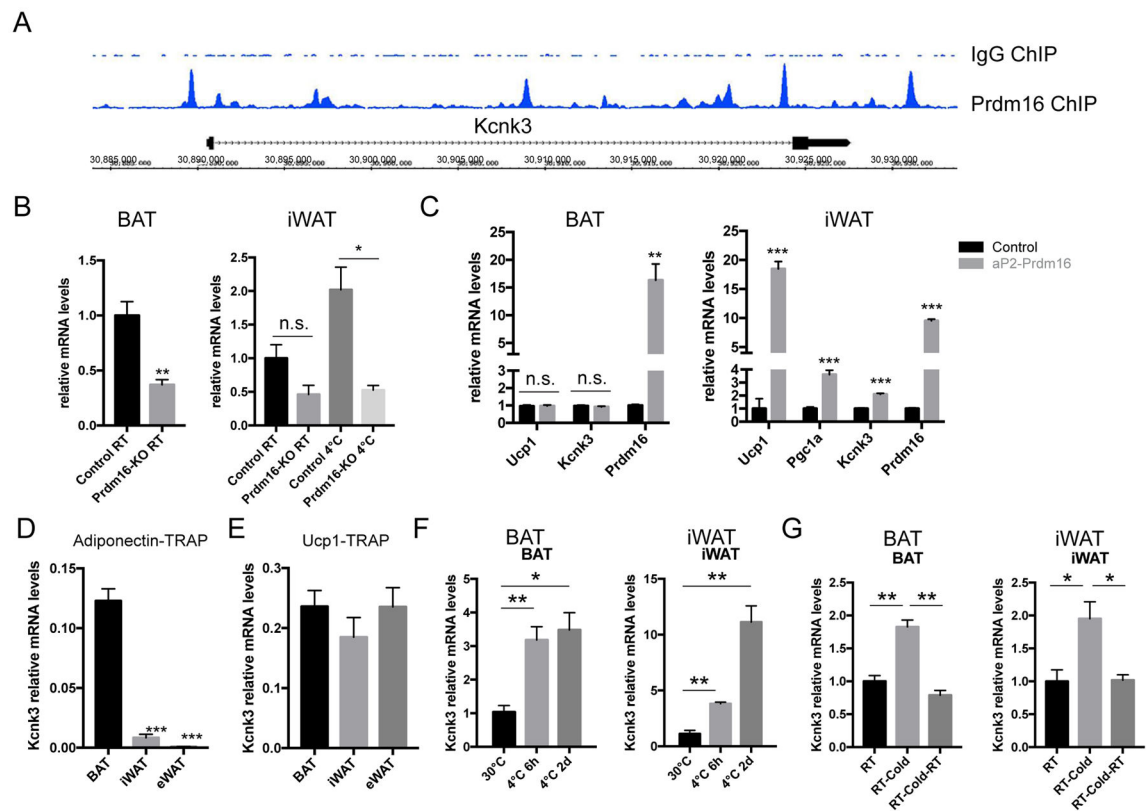 A
IgG ChIP
Prdm16 ChIP
Kcnk3
30,885,000 30,890,000 30,895,000 30,900,000 30,905,000 30,910,000 30,915,000 30,920,000 30,925,000 30,930,000
B
BAT
relative mRNA levels
1.5
1.0
0.5
0.0
**
Control RT
Prdm16-KO RT
iWAT
relative mRNA levels
2.5
2.0
1.5
1.0
0.5
0.0
n.s.
*
Control RT
Prdm16-KO RT
Control 4°C
Prdm16-KO 4°C
C
BAT
relative mRNA levels
25
20
15
10
5
3
2
1
0
n.s.
n.s.
**
Ucp1
Kcnk3
Prdm16
iWAT
relative mRNA levels
25
20
15
10
5
4
3
2
1
0
***
***
***
***
Ucp1
Pgc1a
Kcnk3
Prdm16
Control
aP2-Prdm16
D
Adiponectin-TRAP
Kcnk3 relative mRNA levels
0.15
0.10
0.05
0.00
***
***
BAT
iWAT
eWAT
E
Ucp1-TRAP
Kcnk3 relative mRNA levels
0.3
0.2
0.1
0.0
BAT
iWAT
eWAT
F
BAT
BAT
Kcnk3 relative mRNA levels
5
4
3
2
1
0
*
**
30°C
4°C 6h
4°C 2d
iWAT
iWAT
15
10
5
0
**
**
30°C
4°C 6h
4°C 2d
G
BAT
BAT
Kcnk3 relative mRNA levels
2.5
2.0
1.5
1.0
0.5
0.0
**
**
RT
RT-Cold
RT-Cold-RT
iWAT
iWAT
2.5
2.0
1.5
1.0
0.5
0.0
*
*
RT
RT-Cold
RT-Cold-RT